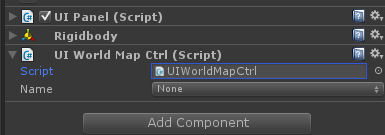 UI Panel (Script)
Rigidbody
UI World Map Ctrl (Script)
Script UIWorldMapCtrl
Name None
Add Component